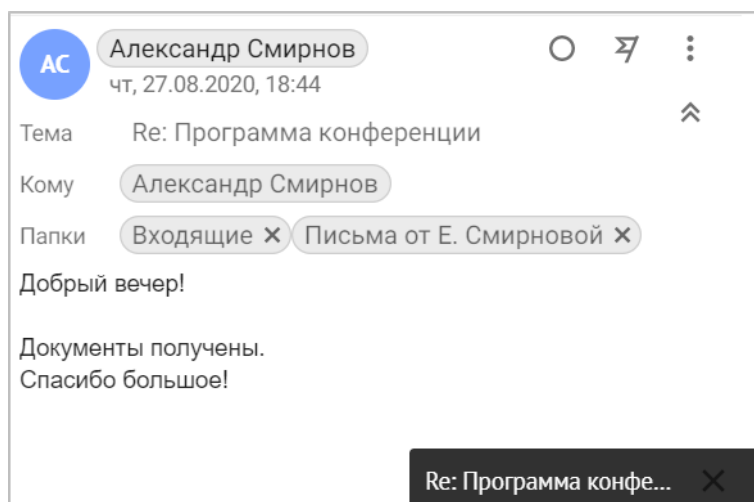 АС
Александр Смирнов
чт, 27.08.2020, 18:44
Тема Re: Программа конференции
Кому Александр Смирнов
Папки Входящие × Письма от Е. Смирновой ×
Добрый вечер!
Документы получены.
Спасибо большое!
Re: Программа конфе...